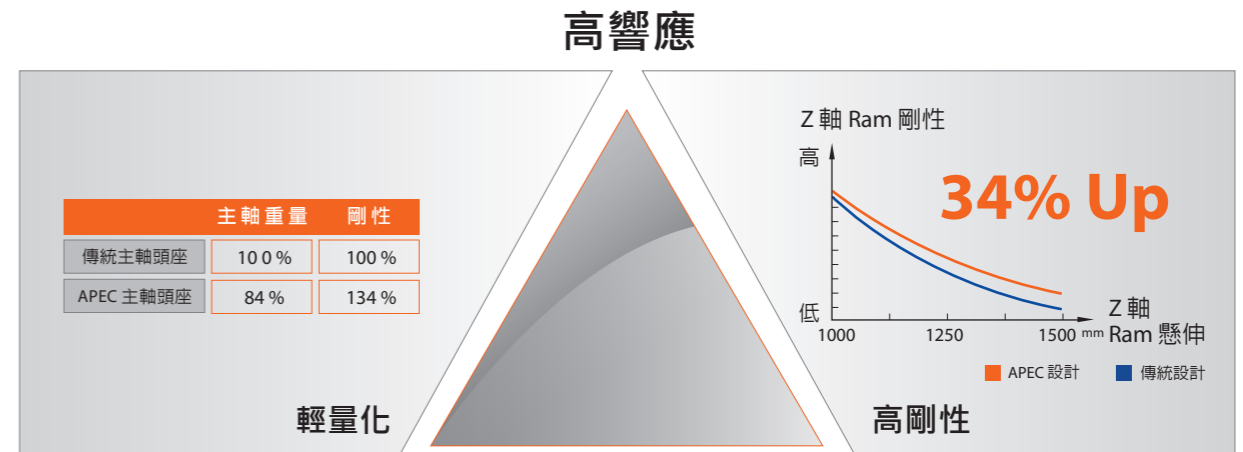 高響應
主軸重量 剛性
傳統主軸頭座 100% 100%
APEC 主軸頭座 84% 134%
輕量化
Z 軸 Ram 剛性
高
34% Up
低
1000 1250 1500 mm
Z 軸
Ram 懸伸
APEC 設計 傳統設計
高剛性